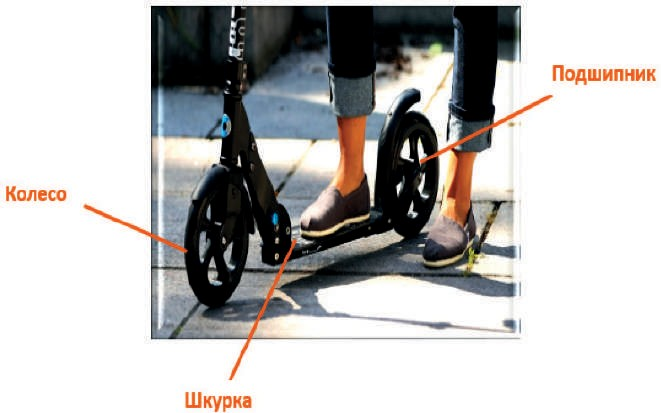 Подшипник
Колесо
Шкурка